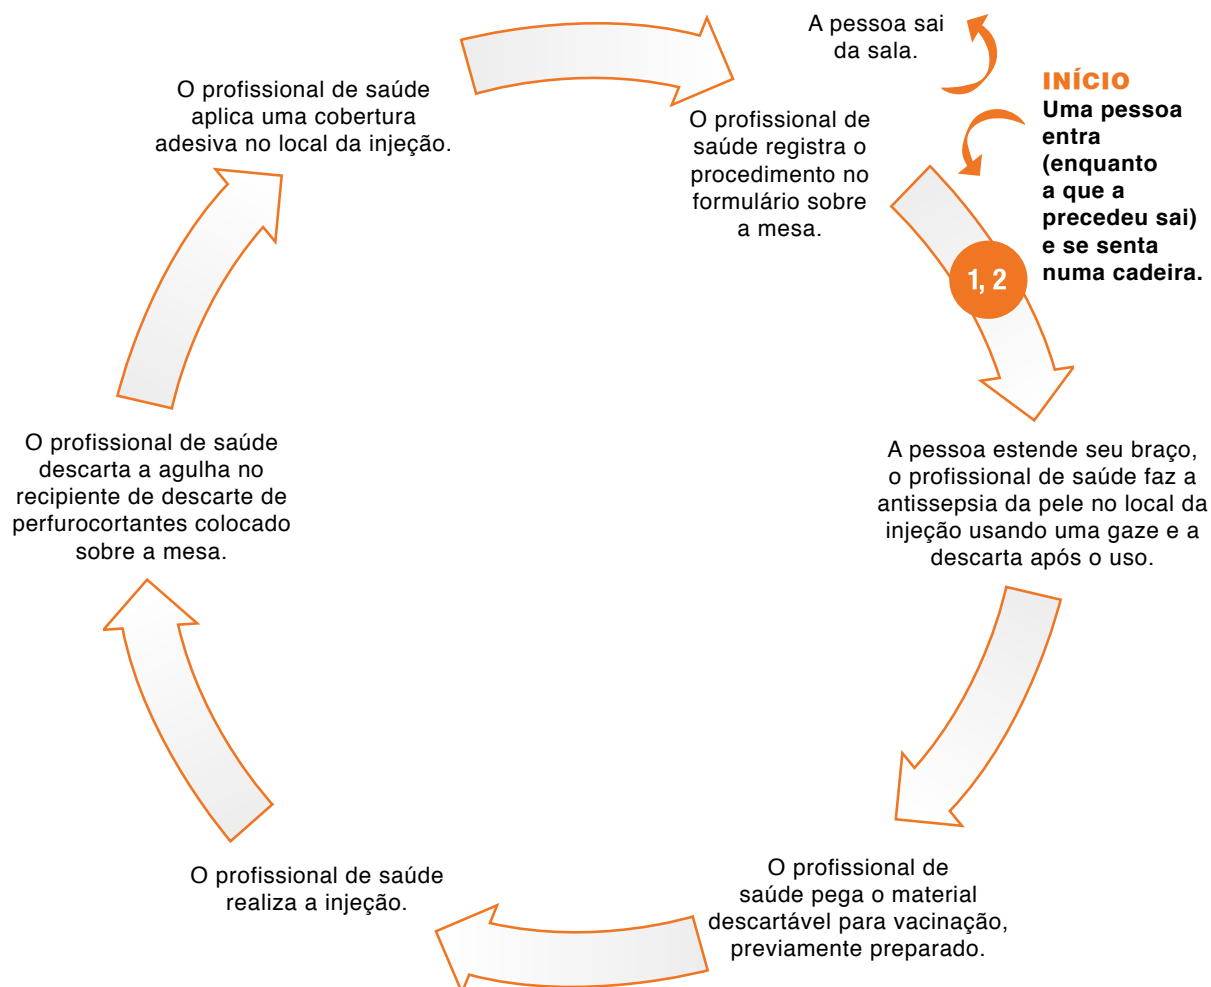 INÍCIO
Uma pessoa
entra
(enquanto
a que a
precedeu sai)
e se senta
numa cadeira.
1, 2
A pessoa estende seu braço,
o profissional de saúde faz a
antissepsia da pele no local da
injeção usando uma gaze e a
descarta após o uso.
O profissional de
saúde pega o material
descartável para vacinação,
previamente preparado.
O profissional de saúde
realiza a injeção.
O profissional de saúde
descarta a agulha no
recipiente de descarte de
perfurocortantes colocado
sobre a mesa.
O profissional de saúde
aplica uma cobertura
adesiva no local da injeção.
O profissional de
saúde registra o
procedimento no
formulário sobre
a mesa.
A pessoa sai
da sala.